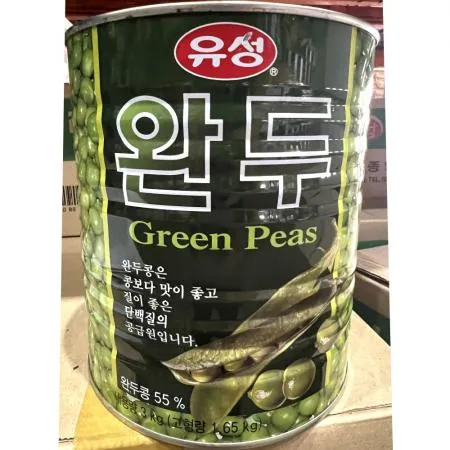 유성
®
완두
Green Peas
완두콩은
콩보다 맛이 좋고
질이 좋은
단백질의
공급원입니다.
완두콩 55 %
내용량 3 kg (고형량 1.65 kg)